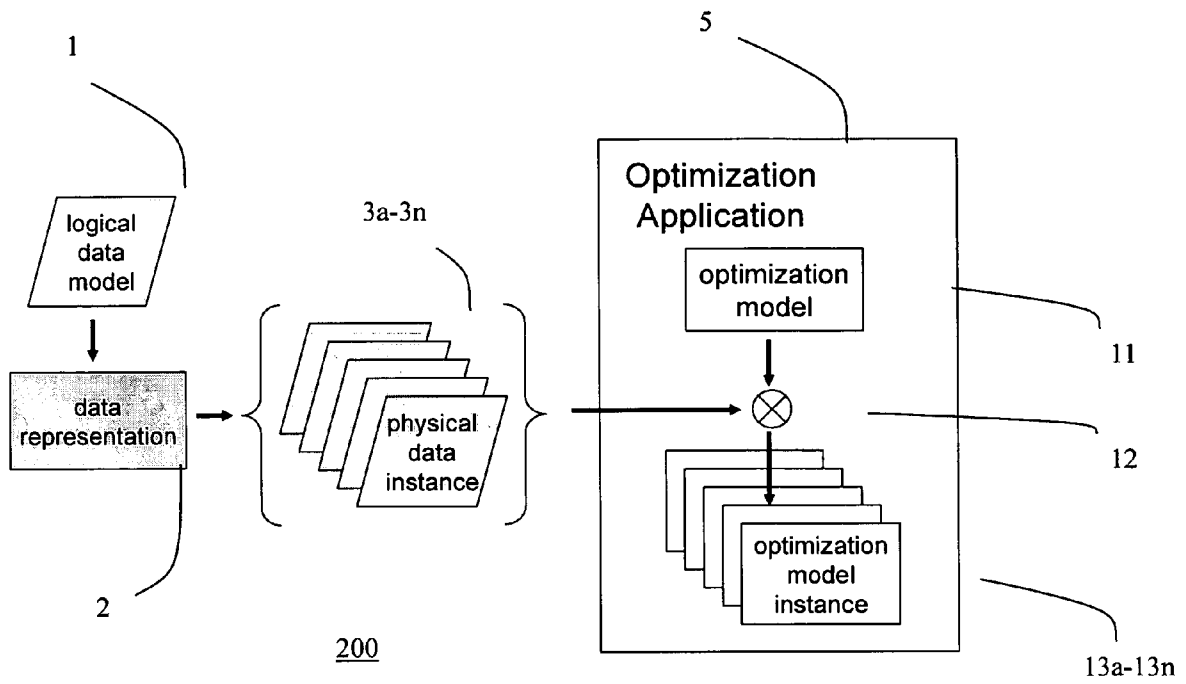 1
5
logical
data
model
3a-3n
Optimization
Application
optimization
model
11
data
representation
physical
data
instance
12
optimization
model
instance
2
200
13a-13n